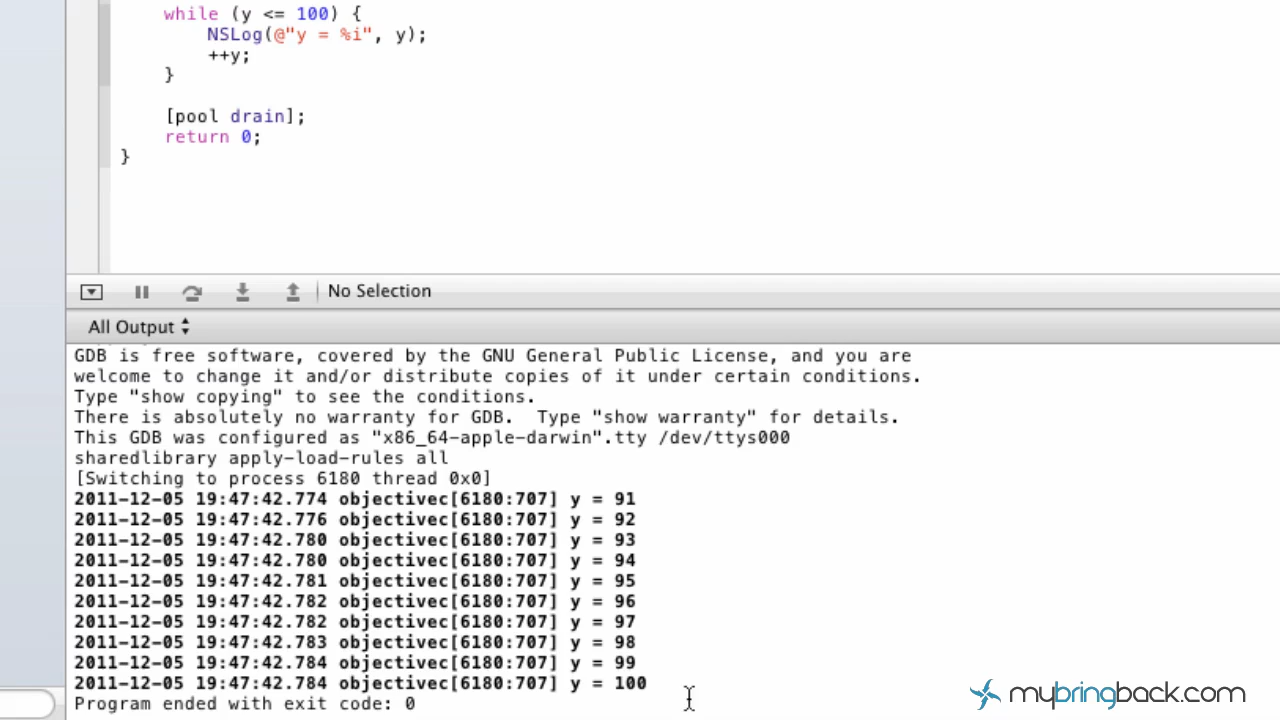 while (y <= 100) {
NSLog(@"y = %i", y);
++y;
}
[pool drain];
return 0;
}
No Selection
All Output
GDB is free software, covered by the GNU General Public License, and you are
welcome to change it and/or distribute copies of it under certain conditions.
Type "show copying" to see the conditions.
There is absolutely no warranty for GDB.  Type "show warranty" for details.
This GDB was configured as "x86_64-apple-darwin".tty /dev/ttys000
sharedlibrary apply-load-rules all
[Switching to process 6180 thread 0x0]
2011-12-05 19:47:42.774 objectivec[6180:707] y = 91
2011-12-05 19:47:42.776 objectivec[6180:707] y = 92
2011-12-05 19:47:42.780 objectivec[6180:707] y = 93
2011-12-05 19:47:42.780 objectivec[6180:707] y = 94
2011-12-05 19:47:42.781 objectivec[6180:707] y = 95
2011-12-05 19:47:42.782 objectivec[6180:707] y = 96
2011-12-05 19:47:42.782 objectivec[6180:707] y = 97
2011-12-05 19:47:42.783 objectivec[6180:707] y = 98
2011-12-05 19:47:42.784 objectivec[6180:707] y = 99
2011-12-05 19:47:42.784 objectivec[6180:707] y = 100
Program ended with exit code: 0
mybringback.com